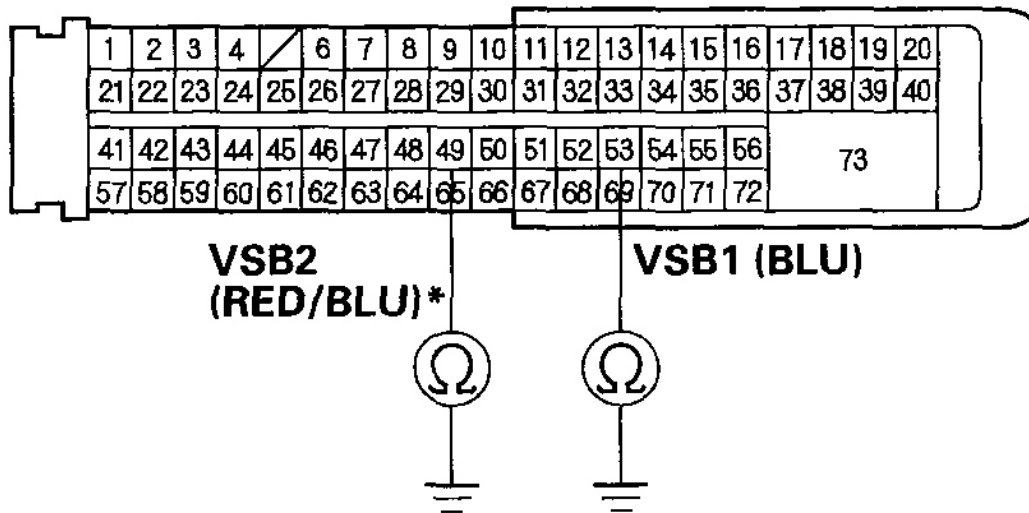 1 2 3 4 6 7 8 9 10 11 12 13 14 15 16 17 18 19 20
21 22 23 24 25 26 27 28 29 30 31 32 33 34 35 36 37 38 39 40
41 42 43 44 45 46 47 48 49 50 51 52 53 54 55 56 73
57 58 59 60 61 62 63 64 65 66 67 68 69 70 71 72
VSB2
(RED/BLU)*
VSB1 (BLU)
Ω Ω